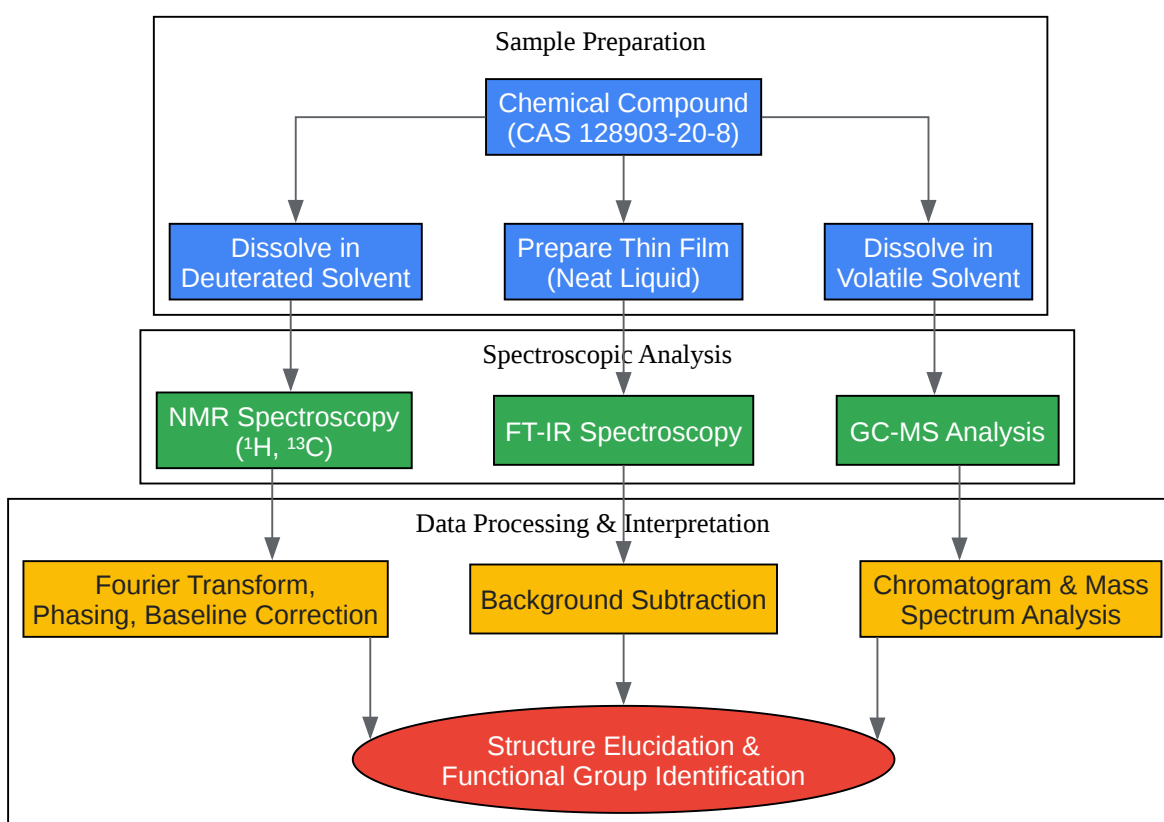 Sample Preparation
Chemical Compound
(CAS 128903-20-8)
Dissolve in
Deuterated Solvent
Prepare Thin Film
(Neat Liquid)
Dissolve in
Volatile Solvent
Spectroscopic Analysis
NMR Spectroscopy
(¹H, ¹³C)
FT-IR Spectroscopy
GC-MS Analysis
Data Processing & Interpretation
Fourier Transform,
Phasing, Baseline Correction
Background Subtraction
Chromatogram & Mass
Spectrum Analysis
Structure Elucidation &
Functional Group Identification